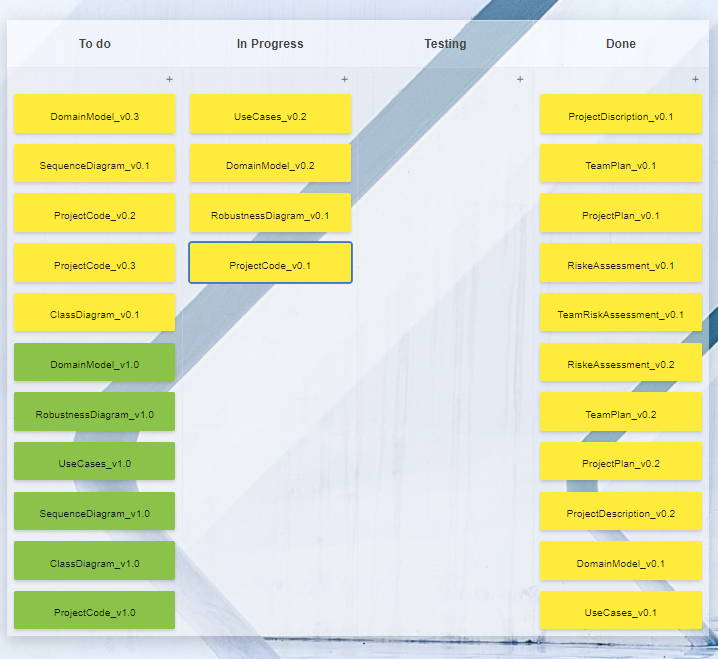 To do
In Progress
Testing
Done
+
+
+
+
DomainModel_v0.3
SequenceDiagram_v0.1
ProjectCode_v0.2
ProjectCode_v0.3
ClassDiagram_v0.1
DomainModel_v1.0
RobustnessDiagram_v1.0
UseCases_v1.0
SequenceDiagram_v1.0
ClassDiagram_v1.0
ProjectCode_v1.0
UseCases_v0.2
DomainModel_v0.2
RobustnessDiagram_v0.1
ProjectCode_v0.1
ProjectDiscription_v0.1
TeamPlan_v0.1
ProjectPlan_v0.1
RiskeAssessment_v0.1
TeamRiskAssessment_v0.1
RiskeAssessment_v0.2
TeamPlan_v0.2
ProjectPlan_v0.2
ProjectDescription_v0.2
DomainModel_v0.1
UseCases_v0.1